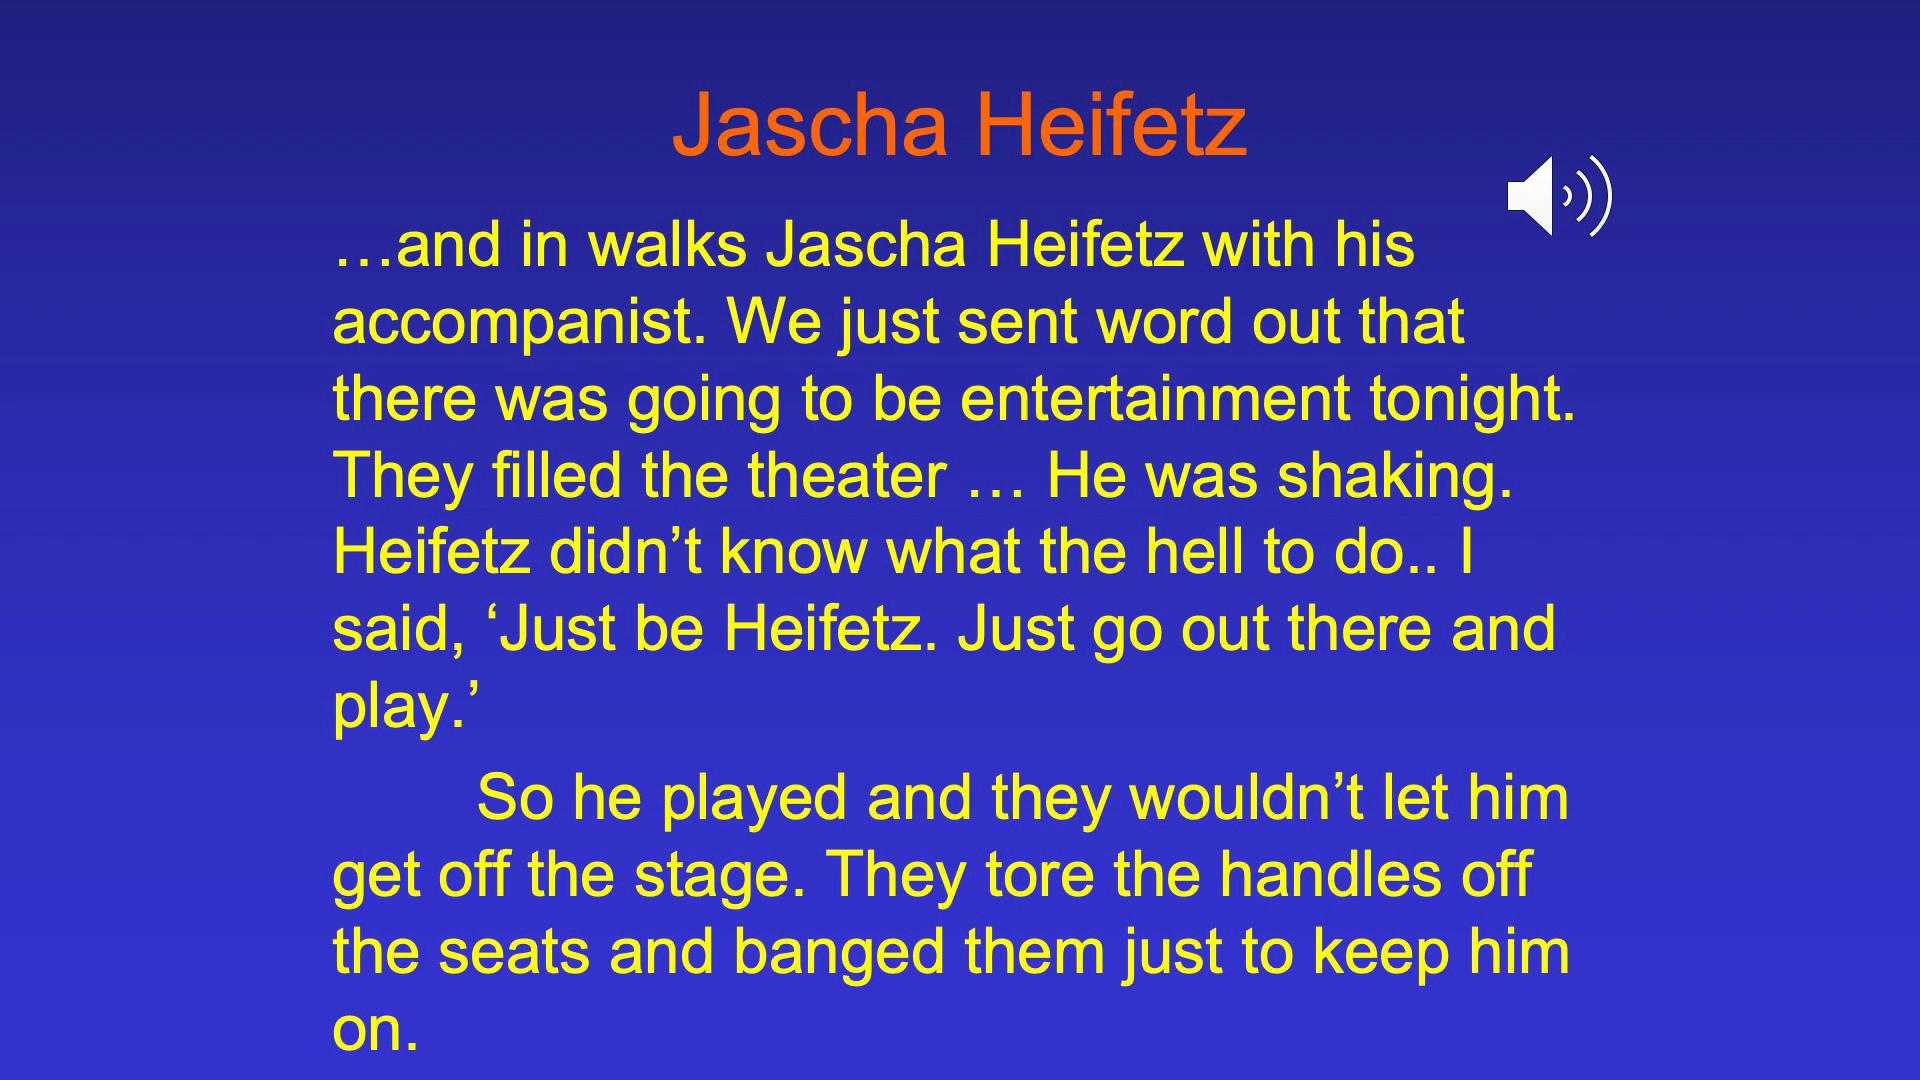 Jascha Heifetz
…and in walks Jascha Heifetz with his
accompanist. We just sent word out that
there was going to be entertainment tonight.
They filled the theater … He was shaking.
Heifetz didn’t know what the hell to do.. I
said, ‘Just be Heifetz. Just go out there and
play.’
So he played and they wouldn’t let him
get off the stage. They tore the handles off
the seats and banged them just to keep him
on.